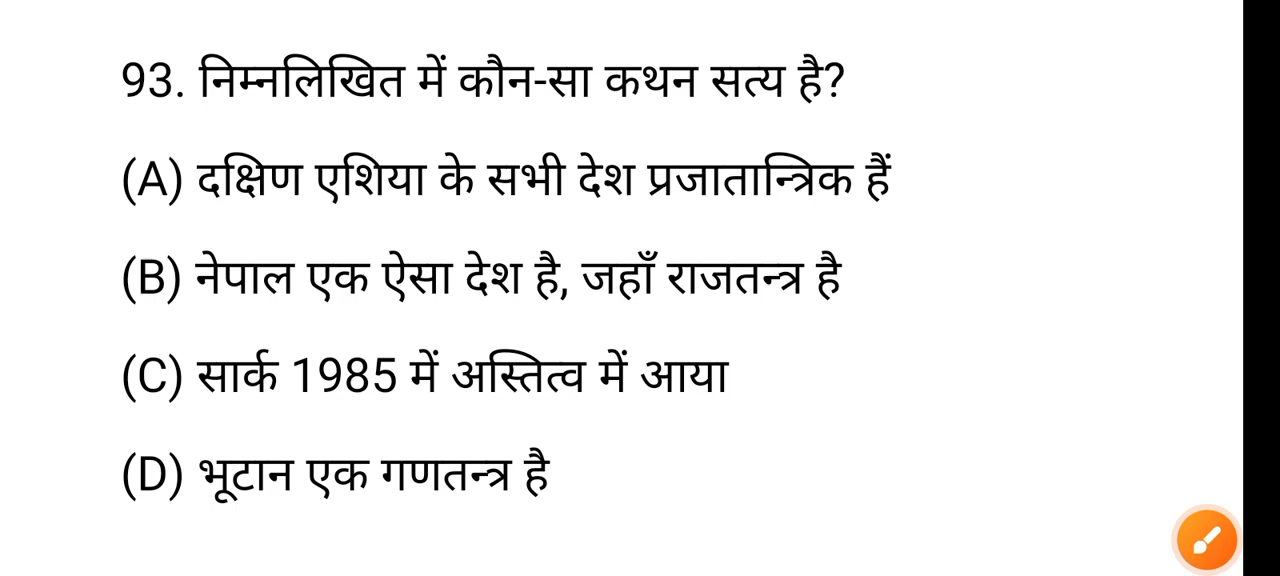 93. निम्नलिखित में कौन-सा कथन सत्य है?
(A) दक्षिण एशिया के सभी देश प्रजातान्त्रिक हैं
(B) नेपाल एक ऐसा देश है, जहाँ राजतन्त्र है
(C) सार्क 1985 में अस्तित्व में आया
(D) भूटान एक गणतन्त्र है